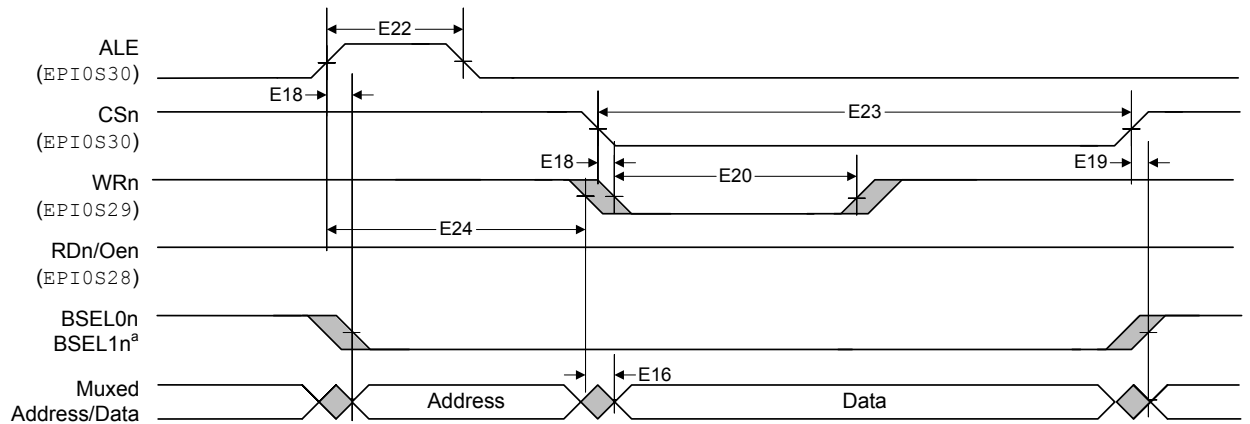 E22
ALE
(EPI0S30)
E18
CSn
E23
(EPI0S30)
E18
E19
WRn
E20
(EPI0S29)
E24
RDn/Oen
(EPI0S28)
BSEL0n
BSEL1nª
E16
Muxed
Address/Data
Address
Data